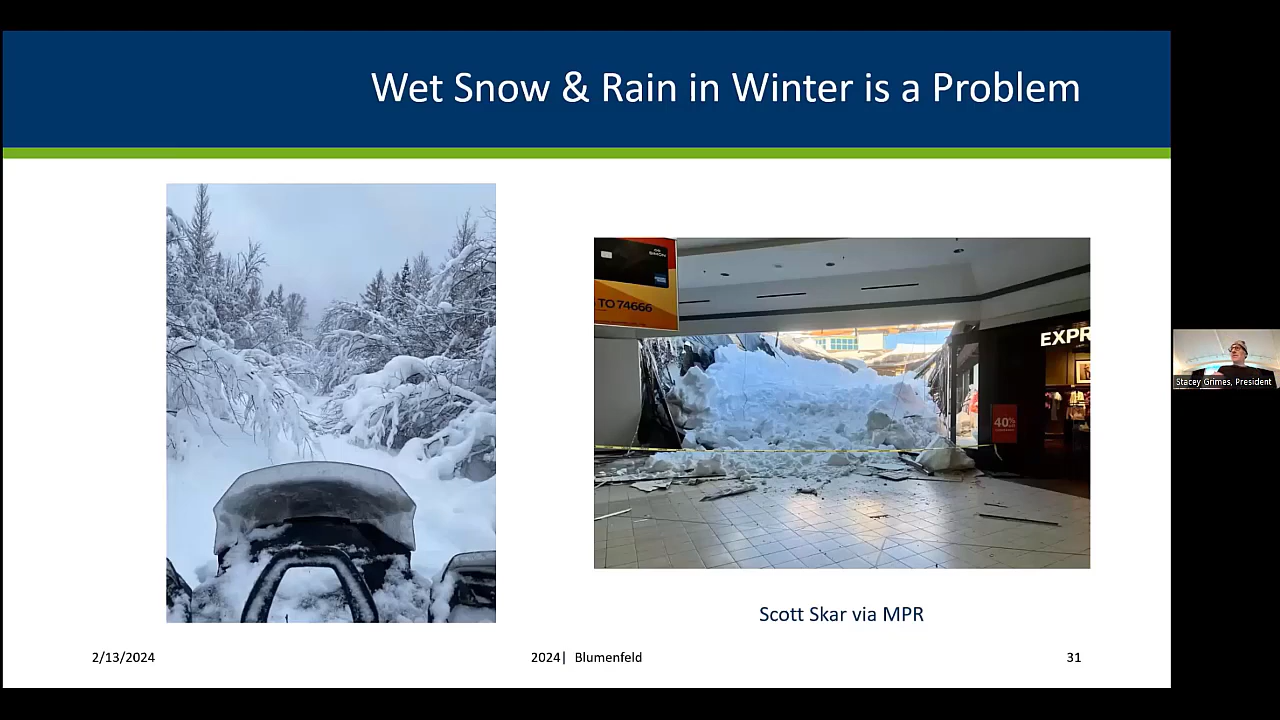 Wet Snow & Rain in Winter is a Problem
SIMON
TO 74666
EXPR
40%
Stacey Grimes, President
Scott Skar via MPR
2/13/2024
2024| Blumenfeld
31